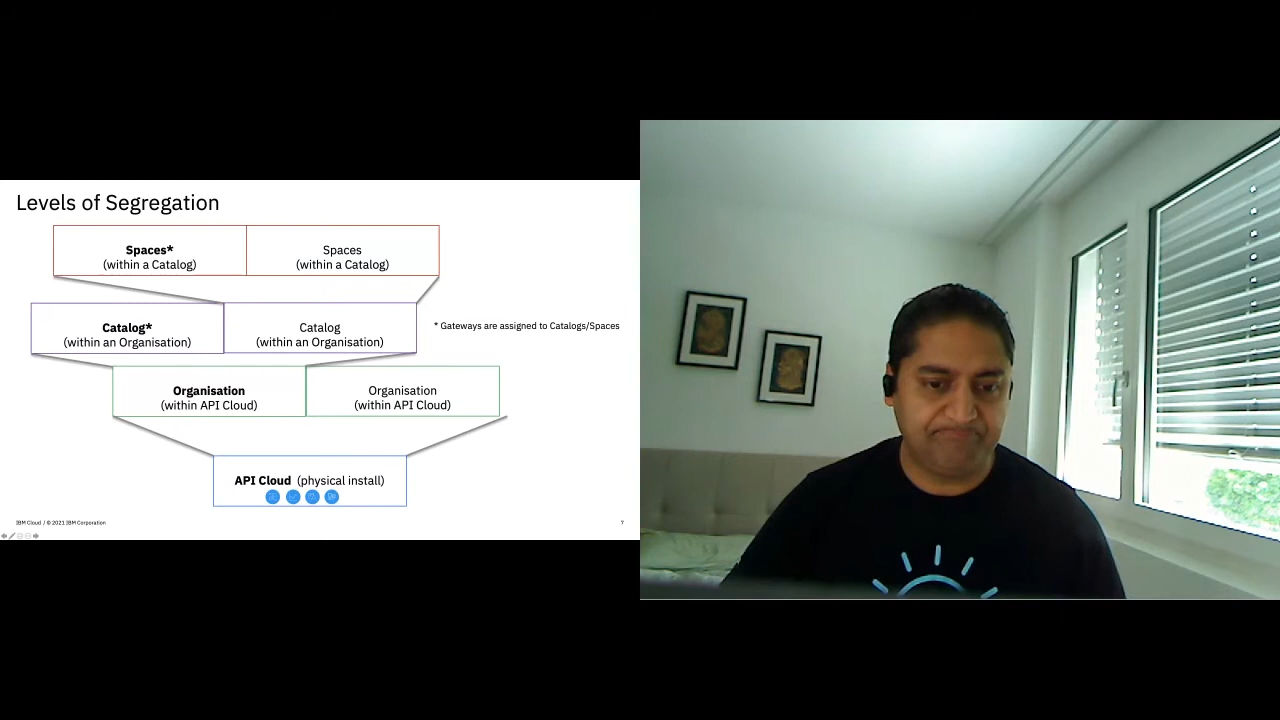 Levels of Segregation
Spaces*
(within a Catalog)
Spaces
(within a Catalog)
Catalog*
(within an Organisation)
Catalog
(within an Organisation)
* Gateways are assigned to Catalogs/Spaces
Organisation
(within API Cloud)
Organisation
(within API Cloud)
API Cloud (physical install)
IBM Cloud / © 2021 IBM Corporation
7